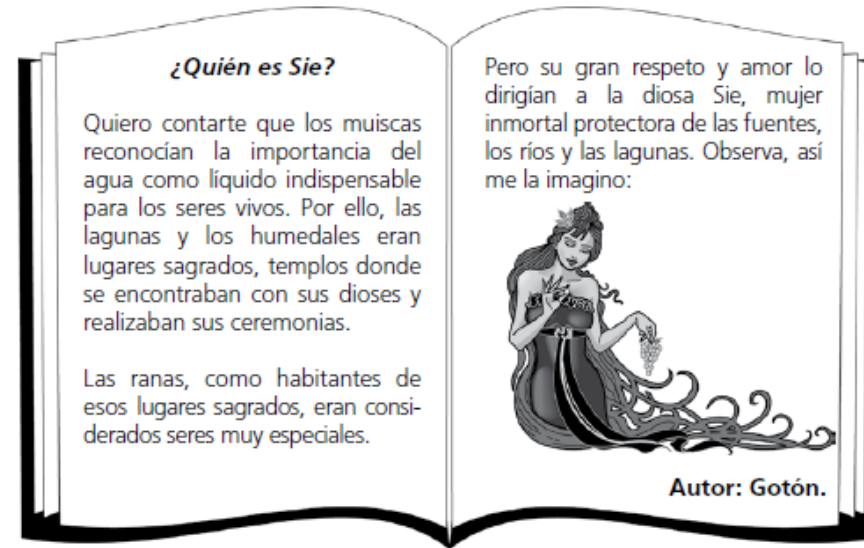 ¿Quién es Sie?
Quiero contarte que los muiscas
reconocían la importancia del
agua como líquido indispensable
para los seres vivos. Por ello, las
lagunas y los humedales eran
lugares sagrados, templos donde
se encontraban con sus dioses y
realizaban sus ceremonias.
Las ranas, como habitantes de
esos lugares sagrados, eran consi-
derados seres muy especiales.
Pero su gran respeto y amor lo
dirigían a la diosa Sie, mujer
inmortal protectora de las fuentes,
los ríos y las lagunas. Observa, así
me la imagino:
Autor: Gotón.